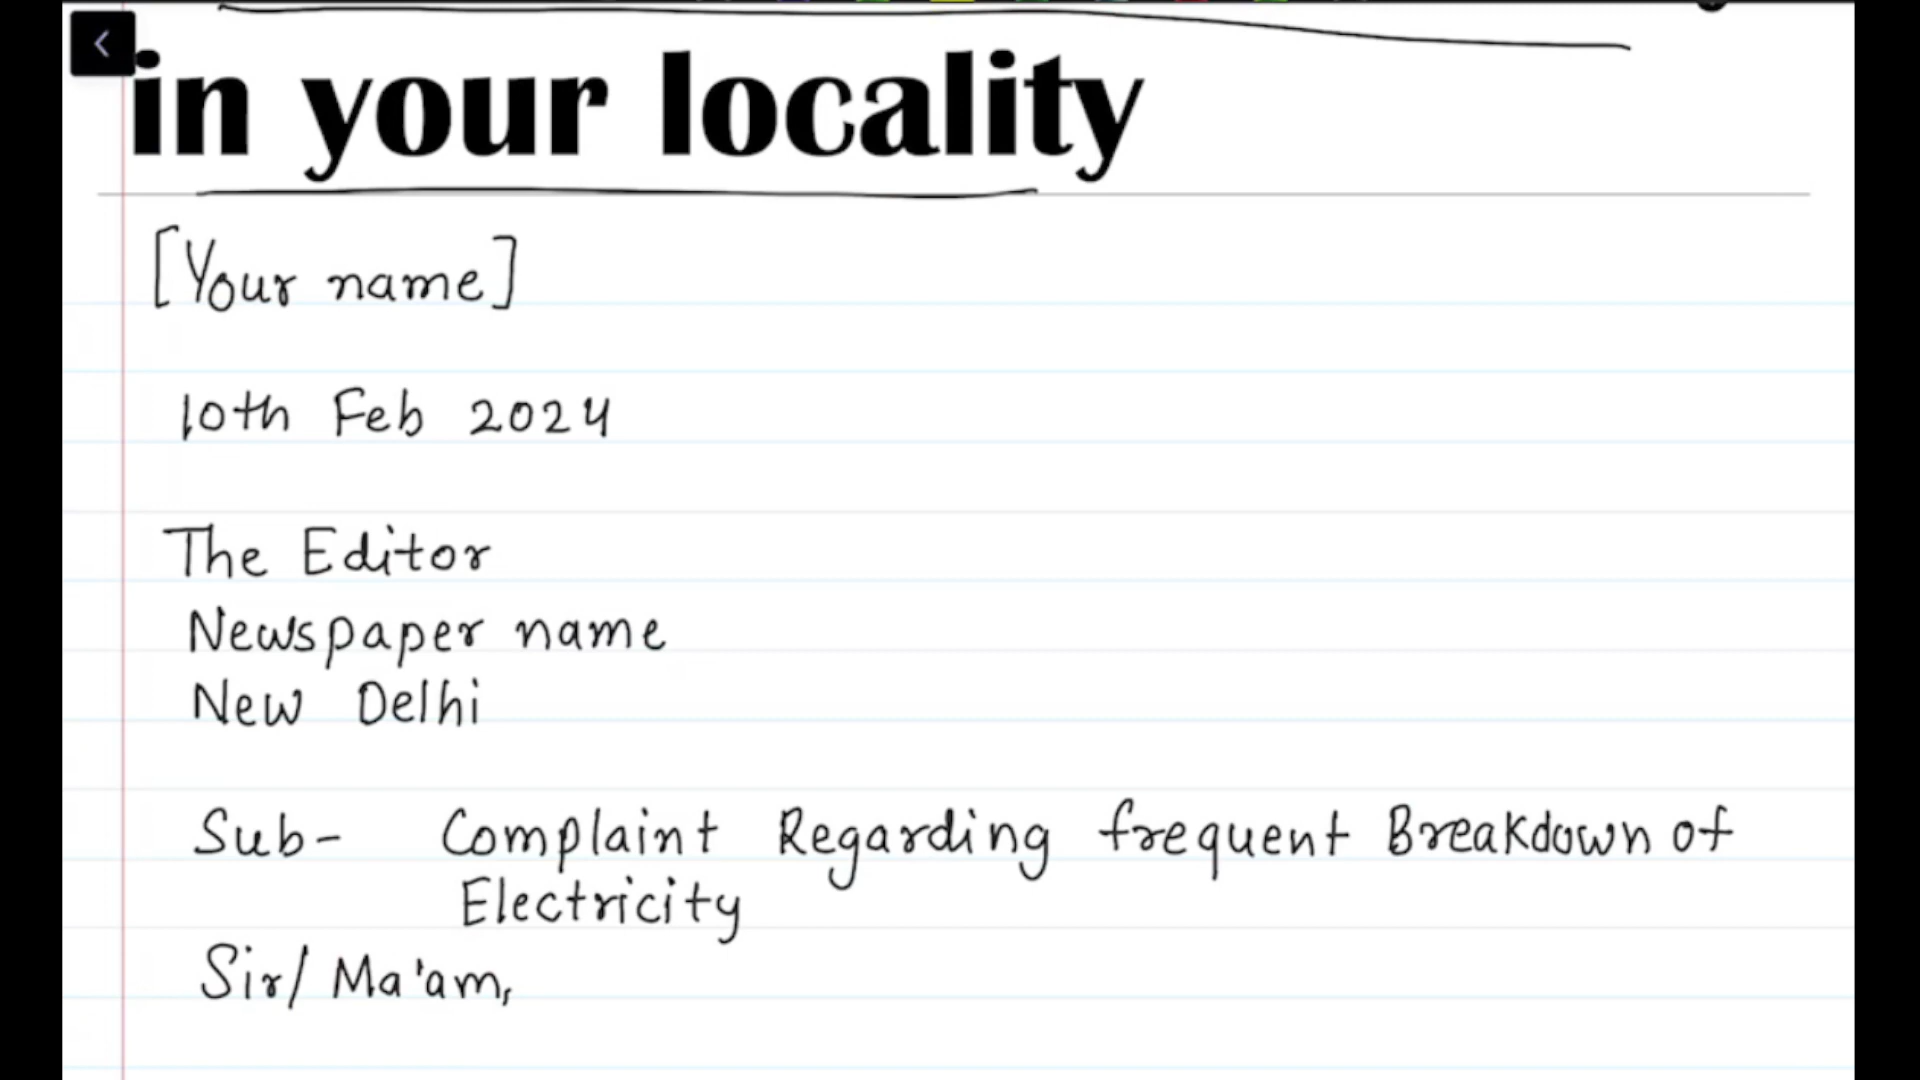 in your locality
[Your name]
10th Feb 2024
The Editor
Newspaper name
New Delhi
Sub- Complaint Regarding frequent Breakdown of
Electricity
Sir/ Ma'am,